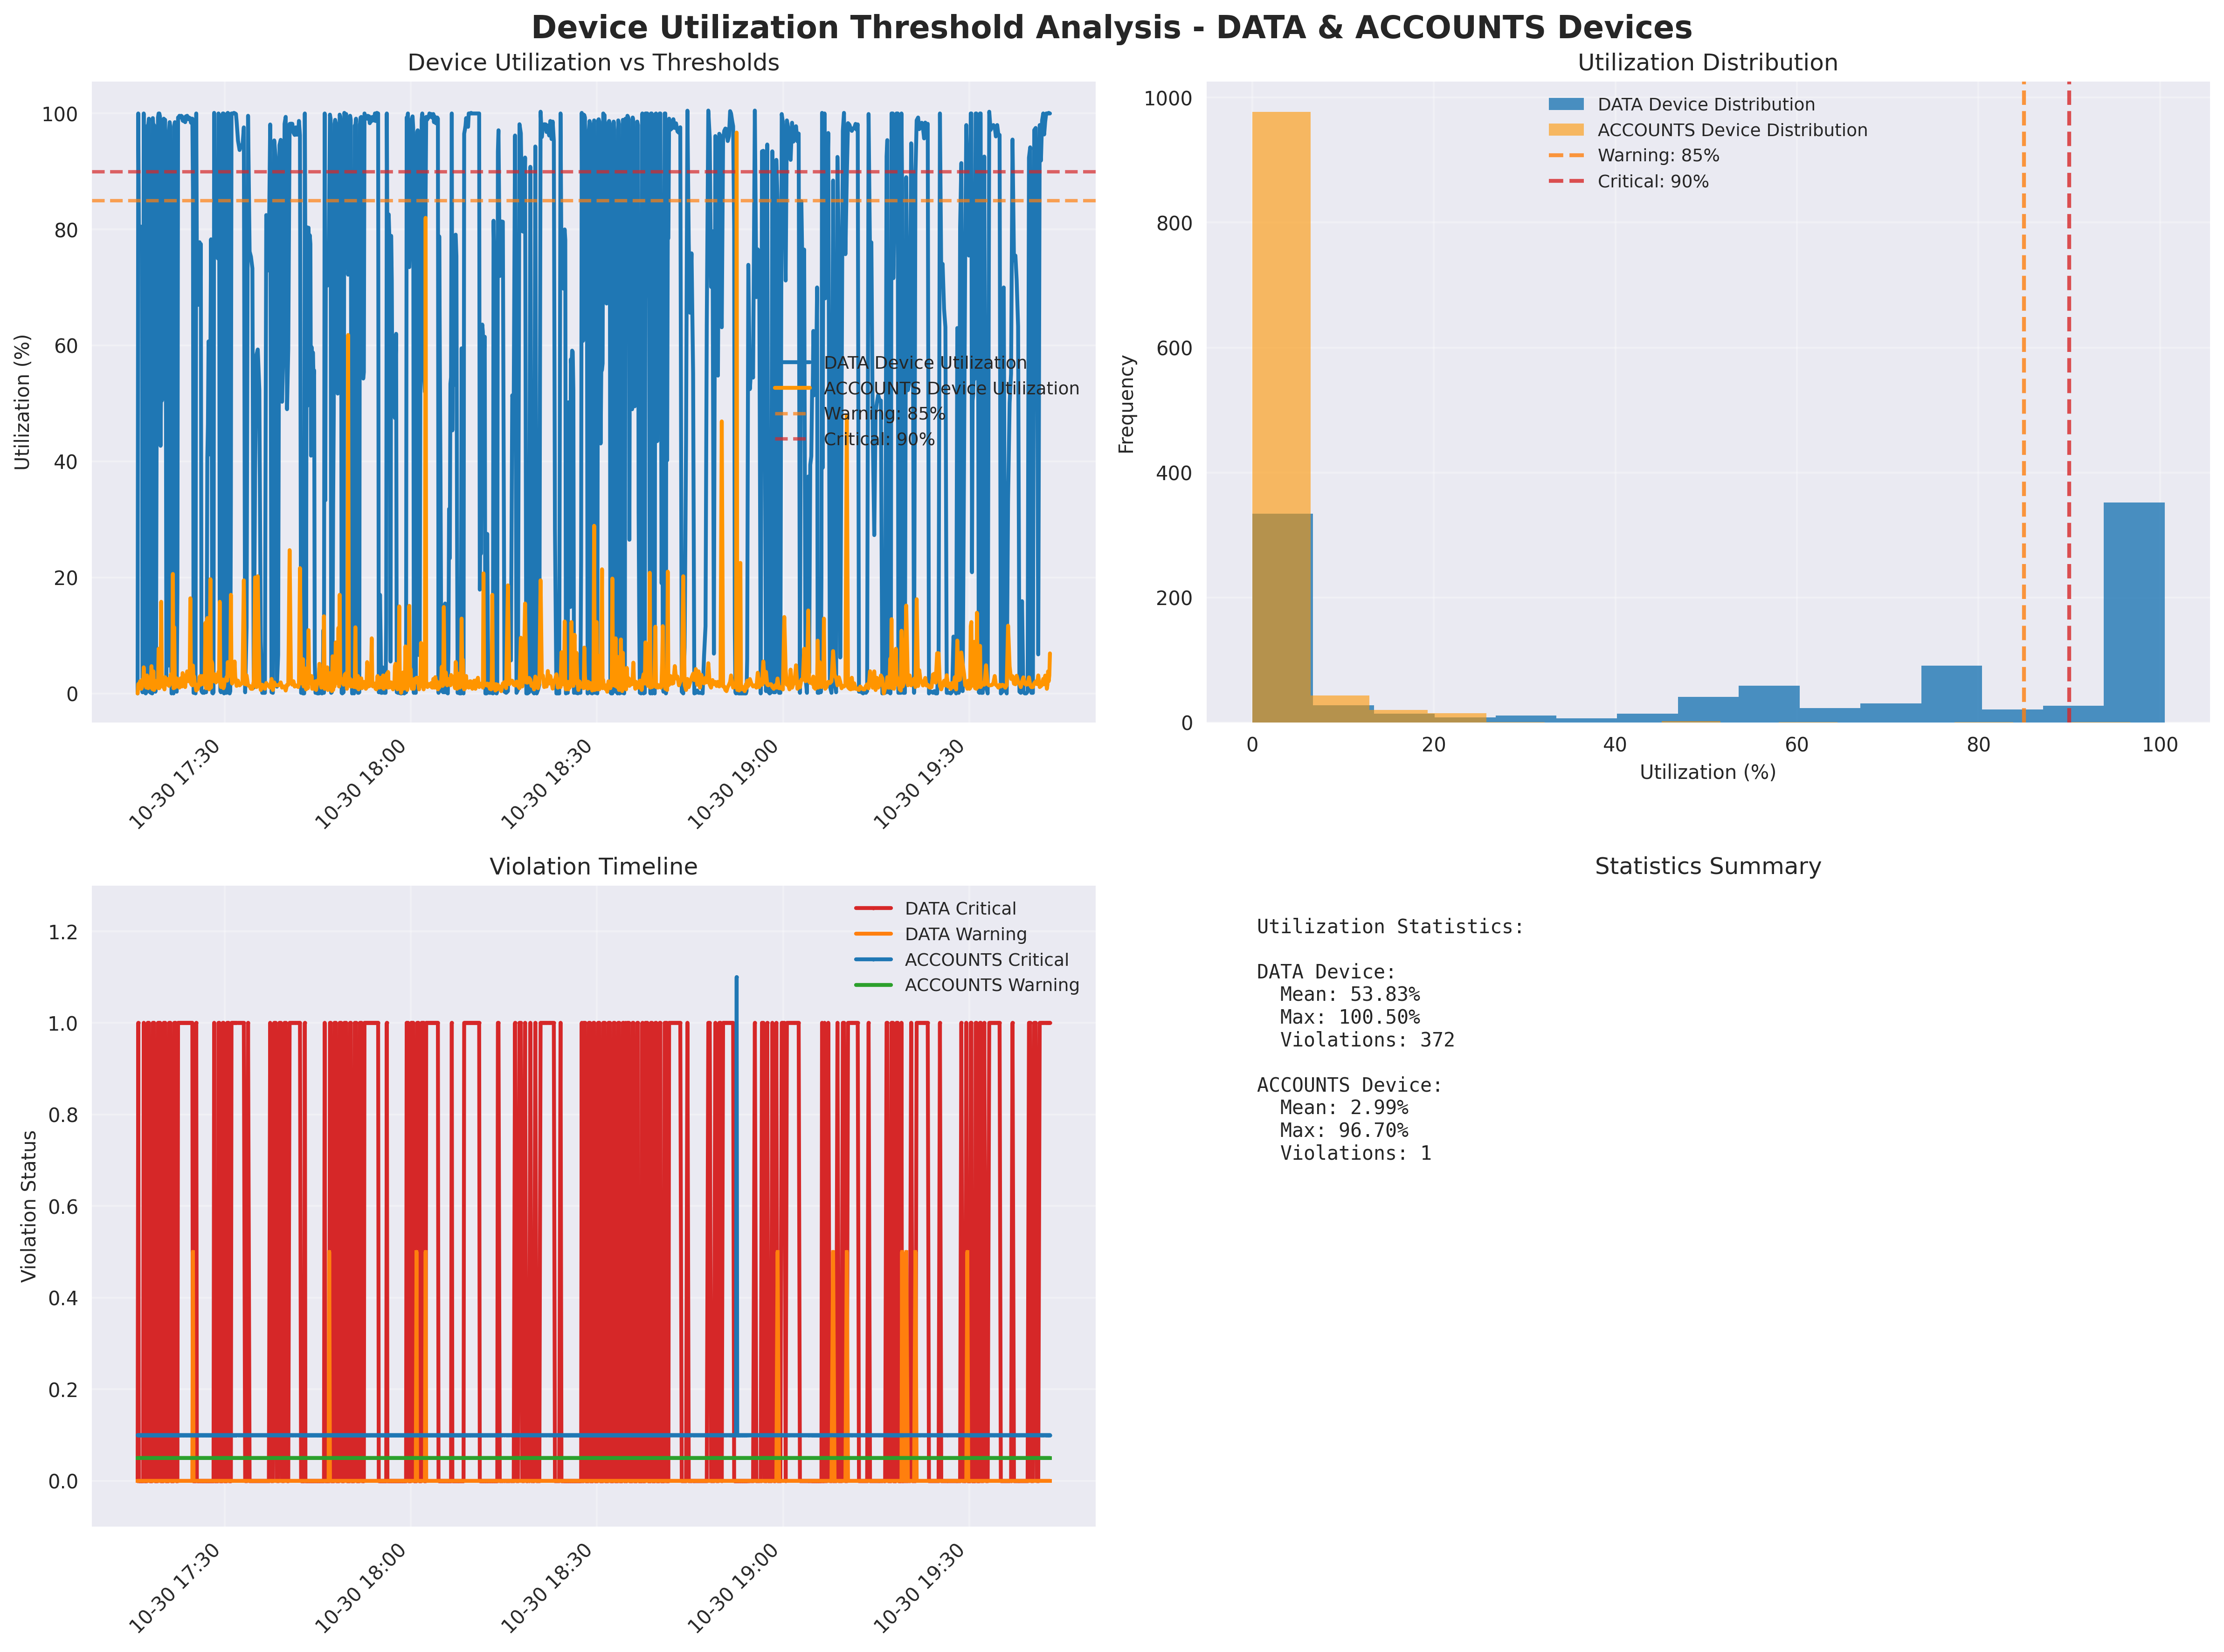 Device Utilization Threshold Analysis - DATA & ACCOUNTS Devices
Device Utilization vs Thresholds
Utilization (%)
100
80
60
40
20
0
DATA Device Utilization
ACCOUNTS Device Utilization
Warning: 85%
Critical: 90%
10-30 17:30
10-30 18:00
10-30 18:30
10-30 19:00
10-30 19:30
Utilization Distribution
Frequency
1000
800
600
400
200
0
DATA Device Distribution
ACCOUNTS Device Distribution
Warning: 85%
Critical: 90%
0
20
40
60
80
100
Utilization (%)
Violation Timeline
Violation Status
1.2
1.0
0.8
0.6
0.4
0.2
0.0
DATA Critical
DATA Warning
ACCOUNTS Critical
ACCOUNTS Warning
10-30 17:30
10-30 18:00
10-30 18:30
10-30 19:00
10-30 19:30
Statistics Summary
Utilization Statistics:
DATA Device:
Mean: 53.83%
Max: 100.50%
Violations: 372
ACCOUNTS Device:
Mean: 2.99%
Max: 96.70%
Violations: 1